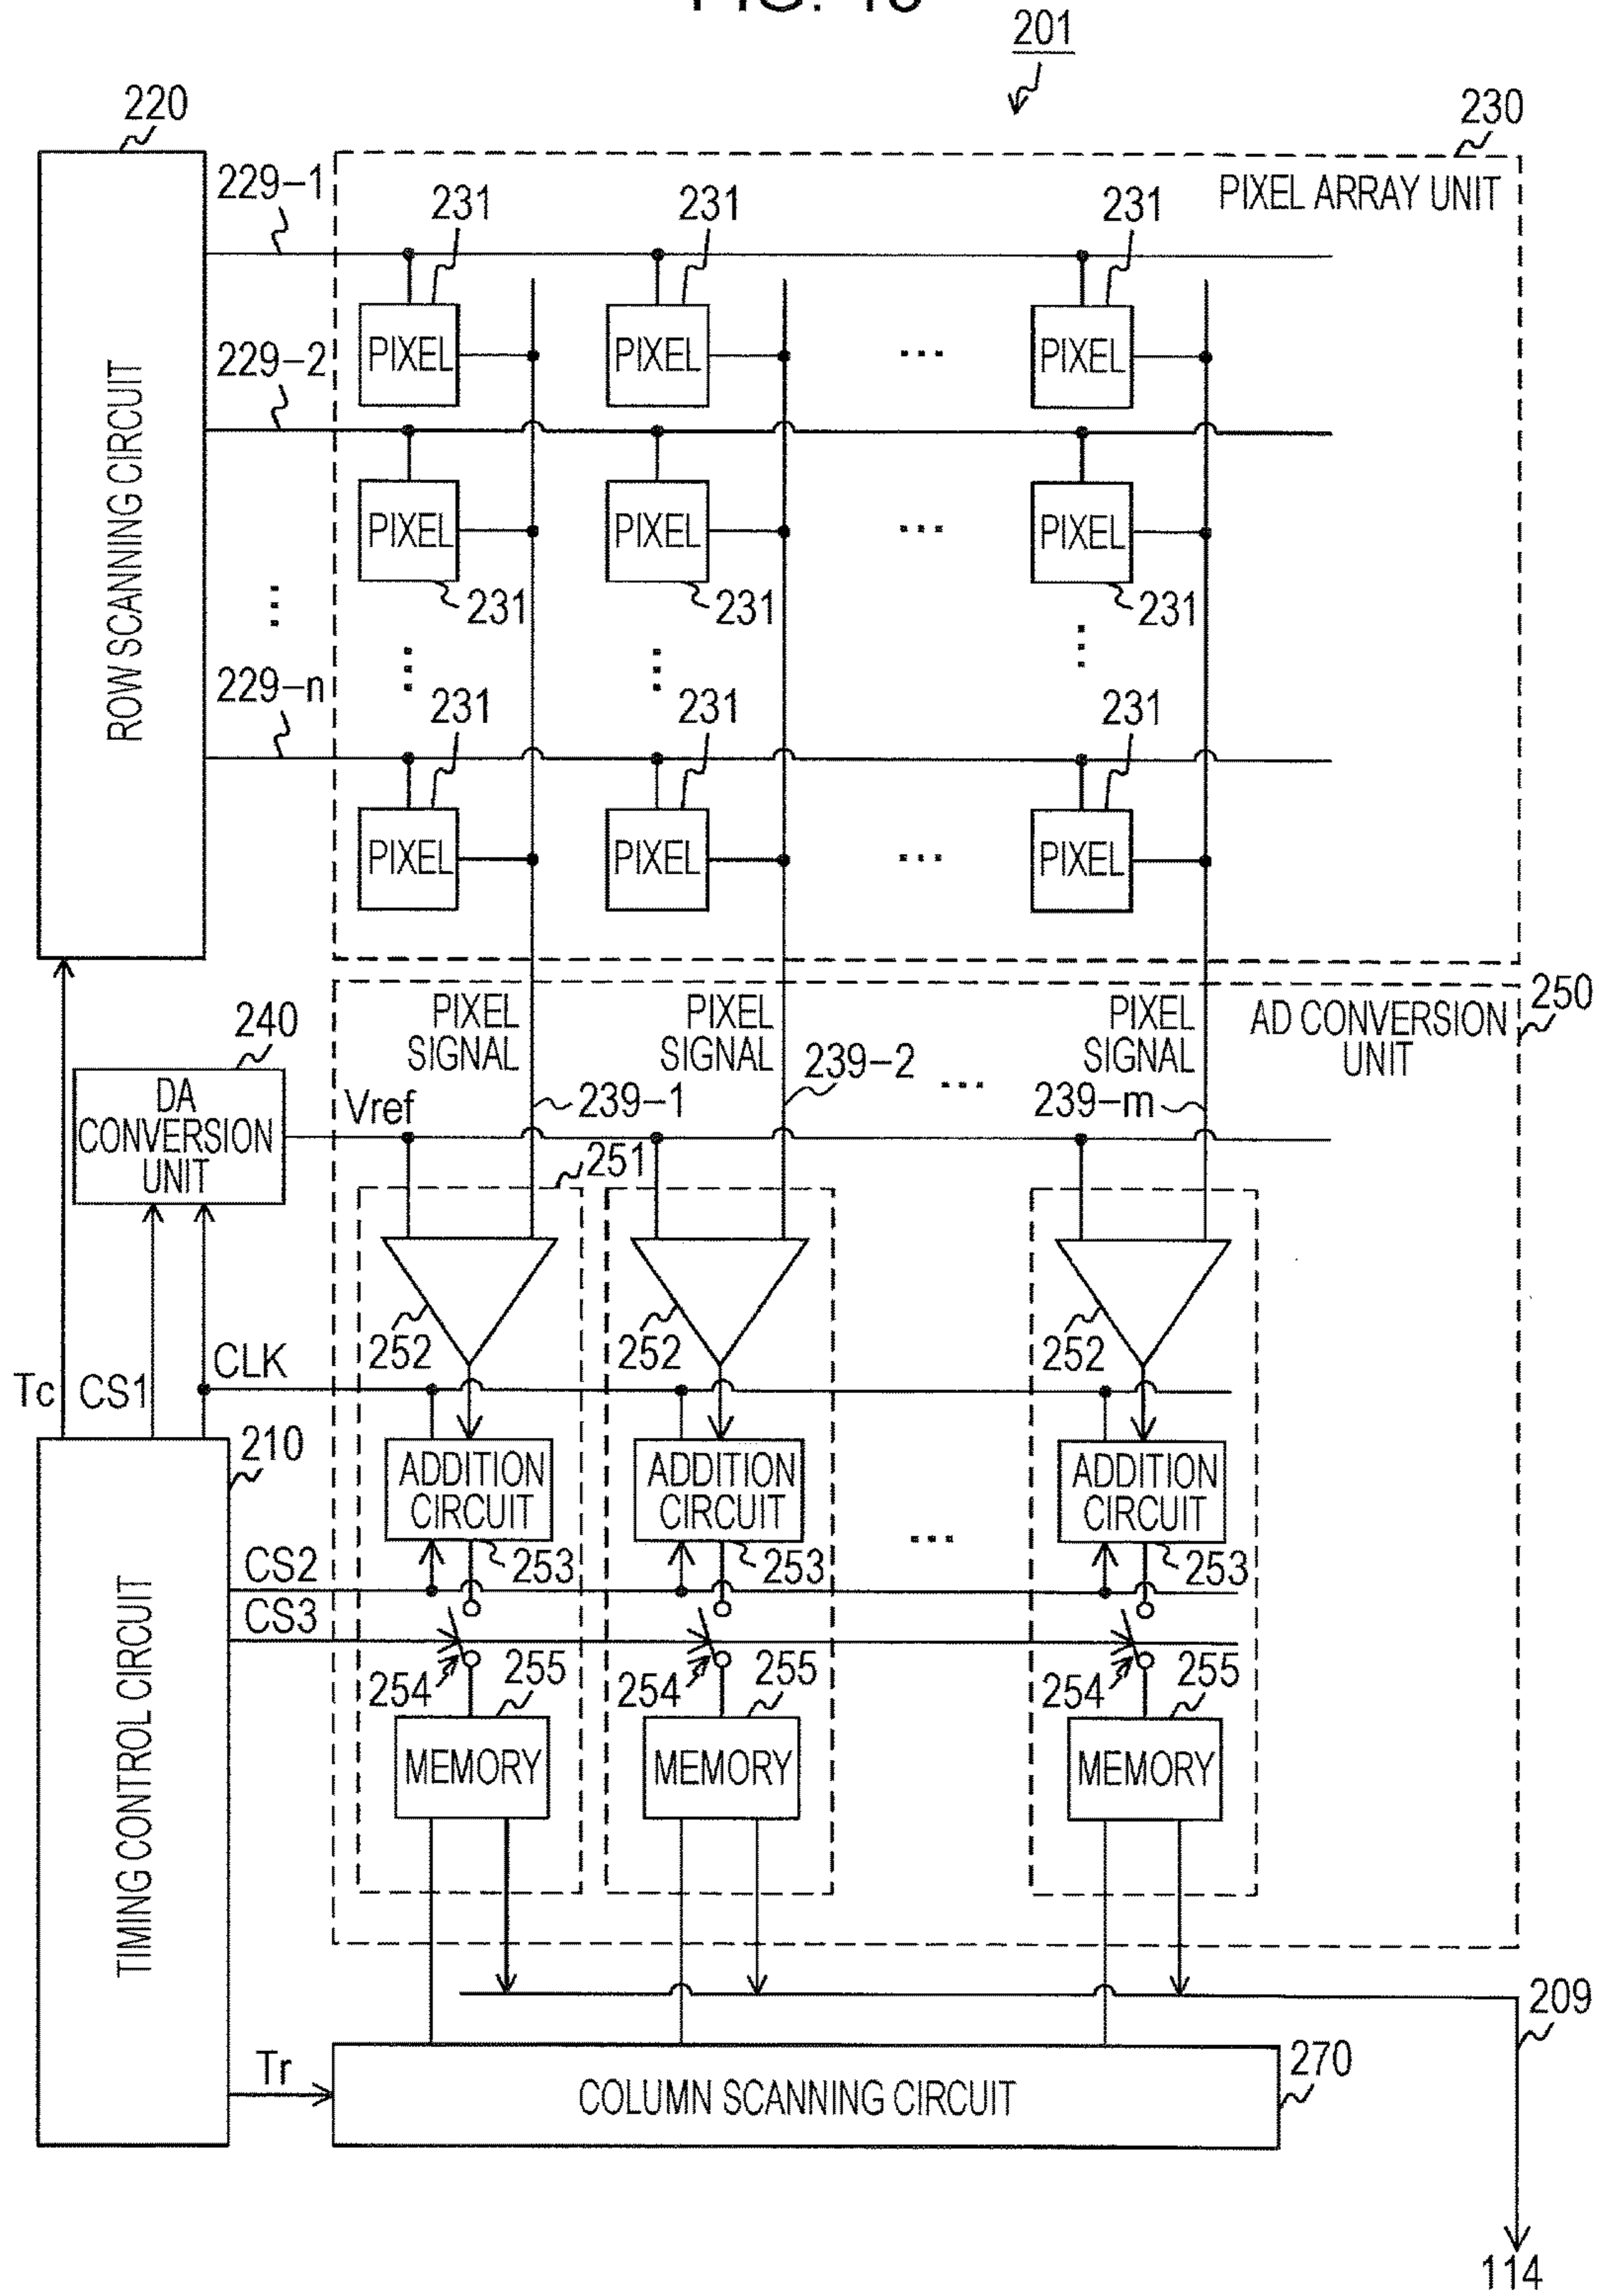 201
220
230
229-1
231
231
231
PIXEL ARRAY UNIT
PIXEL
PIXEL
...
PIXEL
229-2
ROW SCANNING CIRCUIT
PIXEL
PIXEL
...
PIXEL
231
231
231
229-n
231
231
231
PIXEL
PIXEL
...
PIXEL
250
AD CONVERSION
UNIT
PIXEL
SIGNAL
PIXEL
SIGNAL
PIXEL
SIGNAL
240
DA
CONVERSION
UNIT
Vref
239-1
239-2
...
239-m
251
252
252
252
Tc
CS1
CLK
210
ADDITION
CIRCUIT
ADDITION
CIRCUIT
...
ADDITION
CIRCUIT
253
253
253
CS2
CS3
254
255
254
255
254
255
TIMING CONTROL CIRCUIT
MEMORY
MEMORY
MEMORY
209
Tr
COLUMN SCANNING CIRCUIT
270
114